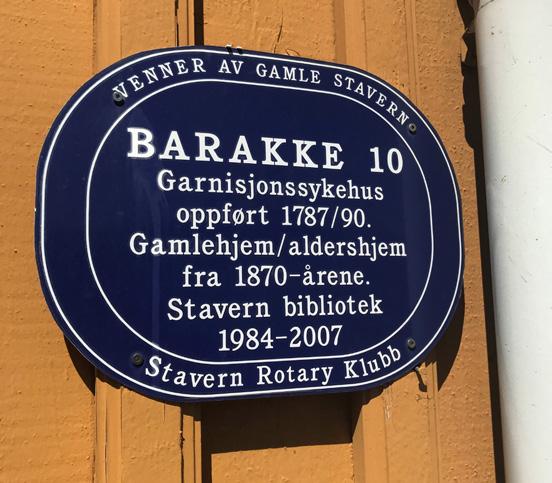 VENNER AV GAMLE STAVERN
BARAKKE 10
Garnisjonssykehus
oppført 1787/90.
Gamlehjem/aldershjem
fra 1870-årene.
Stavern bibliotek
1984-2007
Stavern Rotary Klubb